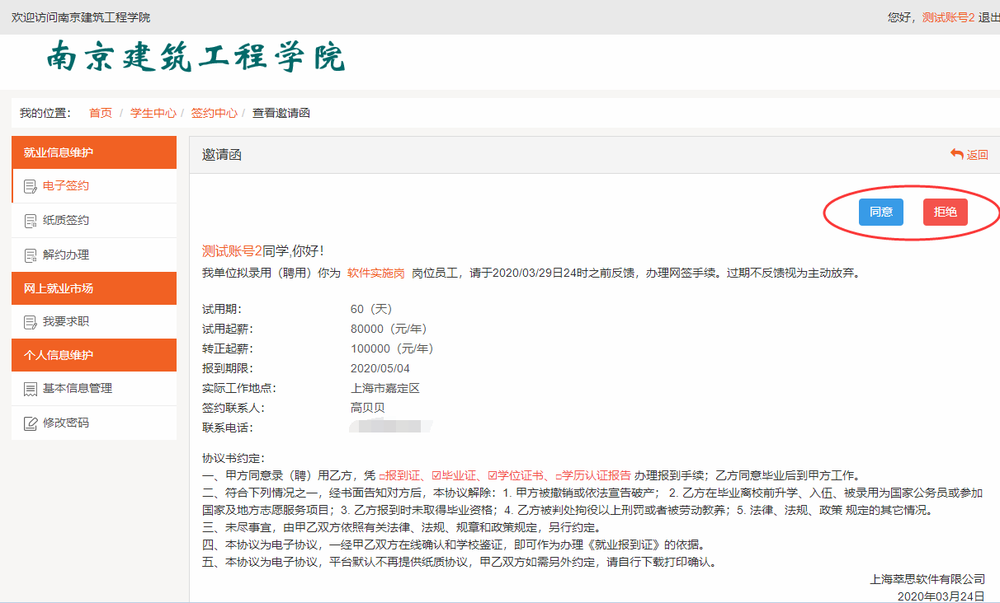 欢迎访问南京建筑工程学院
您好，测试账号2 退出
南京建筑工程学院
我的位置： 首页 / 学生中心 / 签约中心 / 查看邀请函
就业信息维护
电子签约
纸质签约
解约办理
网上就业市场
我要求职
个人信息维护
基本信息管理
修改密码
邀请函
返回
同意
拒绝
测试账号2同学,你好！
我单位拟录用（聘用）你为 软件实施岗 岗位员工，请于2020/03/29日24时之前反馈，办理网签手续。过期不反馈视为主动放弃。
试用期： 60（天）
试用起薪： 80000（元/年）
转正起薪： 100000（元/年）
报到期限： 2020/05/04
实际工作地点： 上海市嘉定区
签约联系人： 高贝贝
联系电话：
协议书约定：
一、甲方同意录（聘）用乙方，凭 □报到证、☑毕业证、☑学位证书、□学历认证报告 办理报到手续；乙方同意毕业后到甲方工作。
二、符合下列情况之一，经书面告知对方后，本协议解除：1. 甲方被撤销或依法宣告破产； 2. 乙方在毕业离校前升学、入伍、被录用为国家公务员或参加
国家及地方志愿服务项目；3. 乙方报到时未取得毕业资格；4. 乙方被判处拘役以上刑罚或者被劳动教养；5. 法律、法规、政策 规定的其它情况。
三、未尽事宜，由甲乙双方依照有关法律、法规、规章和政策规定，另行约定。
四、本协议为电子协议，一经甲乙双方在线确认和学校鉴证，即可作为办理《就业报到证》的依据。
五、本协议为电子协议，平台默认不再提供纸质协议，甲乙双方如需另外约定，请自行下载打印确认。
上海萃思软件有限公司
2020年03月24日